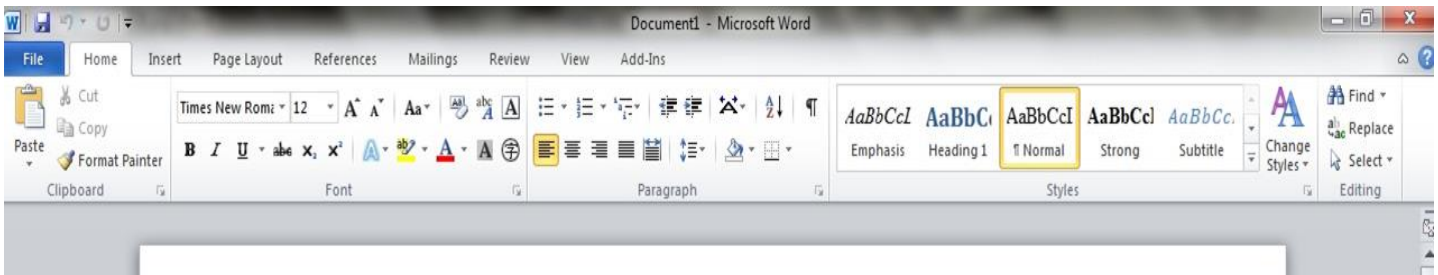 Document1 - Microsoft Word
File Home Insert Page Layout References Mailings Review View Add-Ins
Paste
Cut
Copy
Format Painter
Clipboard
Times New Roma 12
Font
Paragraph
AaBbCcI AaBbC AaBbCcI AaBbCcl AaBbCc.
Emphasis Heading 1 ¶ Normal Strong Subtitle
Change
Styles
Styles
Find
Replace
Select
Editing